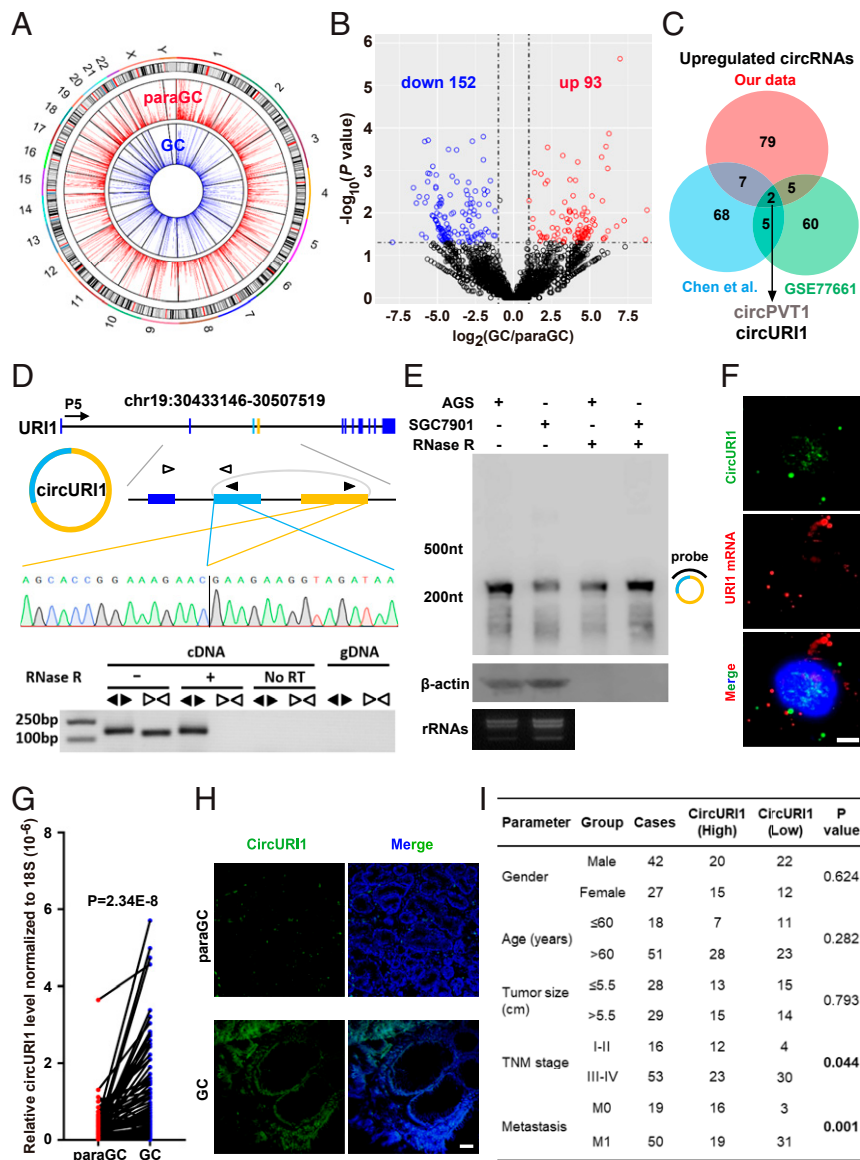 A
1
2
3
4
5
6
7
8
9
10
11
12
13
14
15
16
17
18
19
20
21
22
X
Y
paraGC
GC
B
down 152
up 93
6
5
4
3
2
1
0
-log10(P value)
-7.5 -5.0 -2.5 0.0 2.5 5.0 7.5
log2(GC/paraGC)
C
Upregulated circRNAs
Our data
79
7 2 5
68 5 60
Chen et al. GSE77661
circPVT1
circURI1
D
P5 chr19:30433146-30507519
URI1
circURI1
AGCACCGGAAAGAACGAAGAAGGTAGATAA
cDNA gDNA
RNase R − + No RT
250bp
100bp
E
AGS + - + -
SGC7901 - + - +
RNase R - - + +
500nt
200nt
probe
β-actin
rRNAs
F
CircURI1
URI1 mRNA
Merge
G
Relative circURI1 level normalized to 18S (10-6)
8
6
4
2
0
P=2.34E-8
paraGC GC
H
CircURI1 Merge
paraGC
GC
I
Parameter Group Cases CircURI1 (High) CircURI1 (Low) P value
Gender Male 42 20 22 0.624
Female 27 15 12
Age (years) ≤60 18 7 11 0.282
>60 51 28 23
Tumor size (cm) ≤5.5 28 13 15 0.793
>5.5 29 15 14
TNM stage I-II 16 12 4 0.044
III-IV 53 23 30
Metastasis M0 19 16 3 0.001
M1 50 19 31